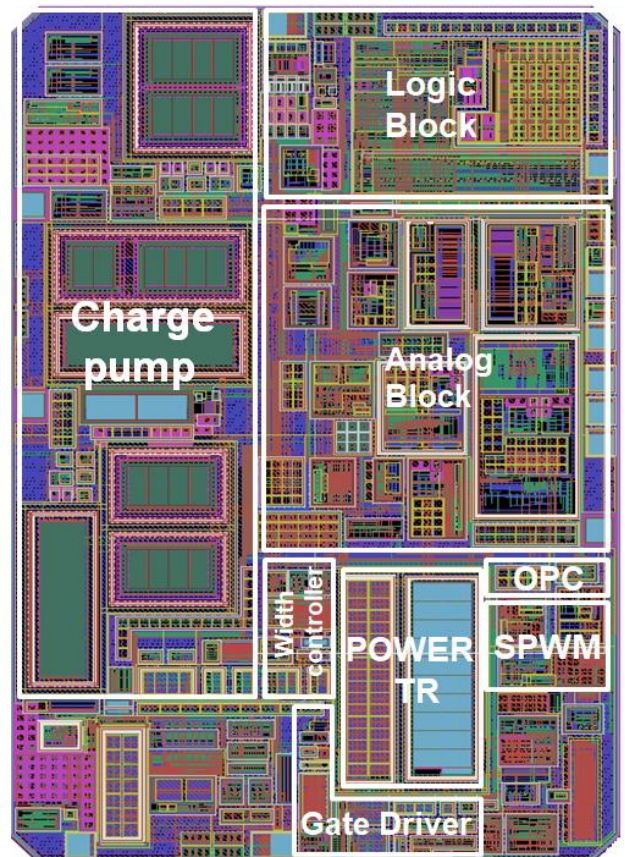 Logic
Block
Charge
pump
Analog
Block
Width
controller
POWER
TR
OPC
SPWM
Gate Driver